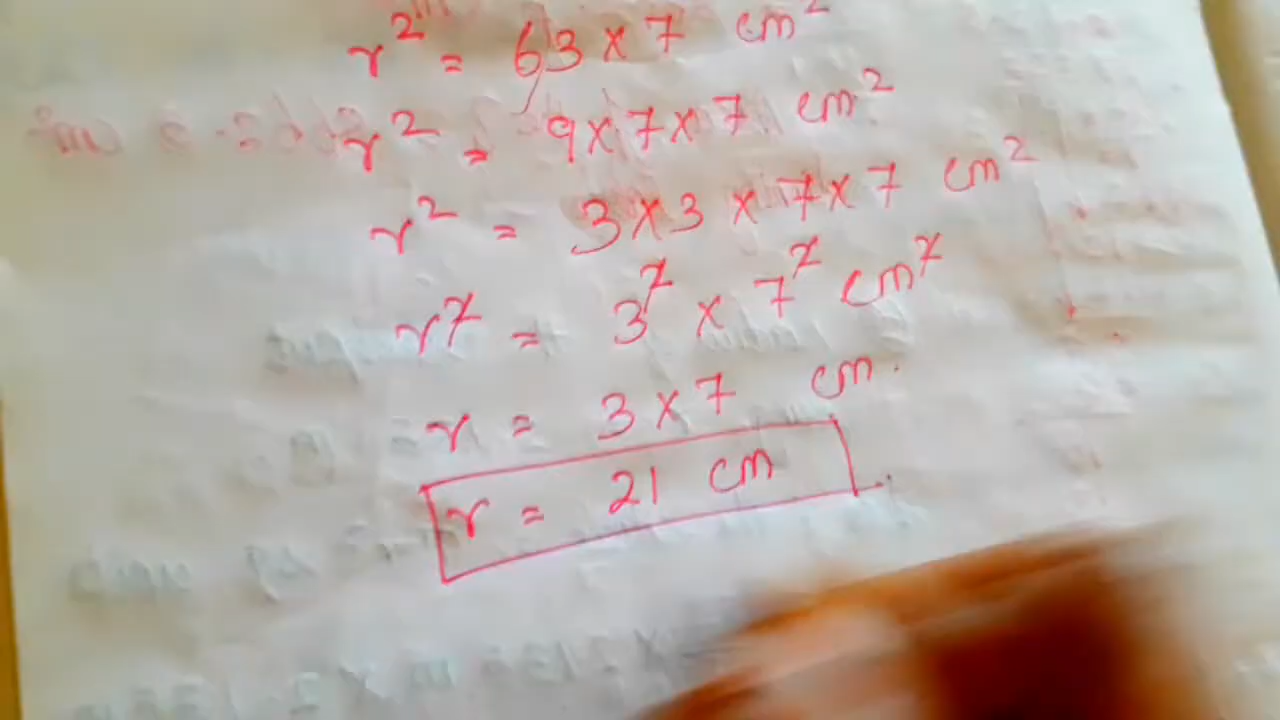 r² = 63 × 7 cm²
r² = 9 × 7 × 7 cm²
r² = 3 × 3 × 7 × 7 cm²
r² = 3² × 7² cm²
r = 3 × 7 cm.
r = 21 cm